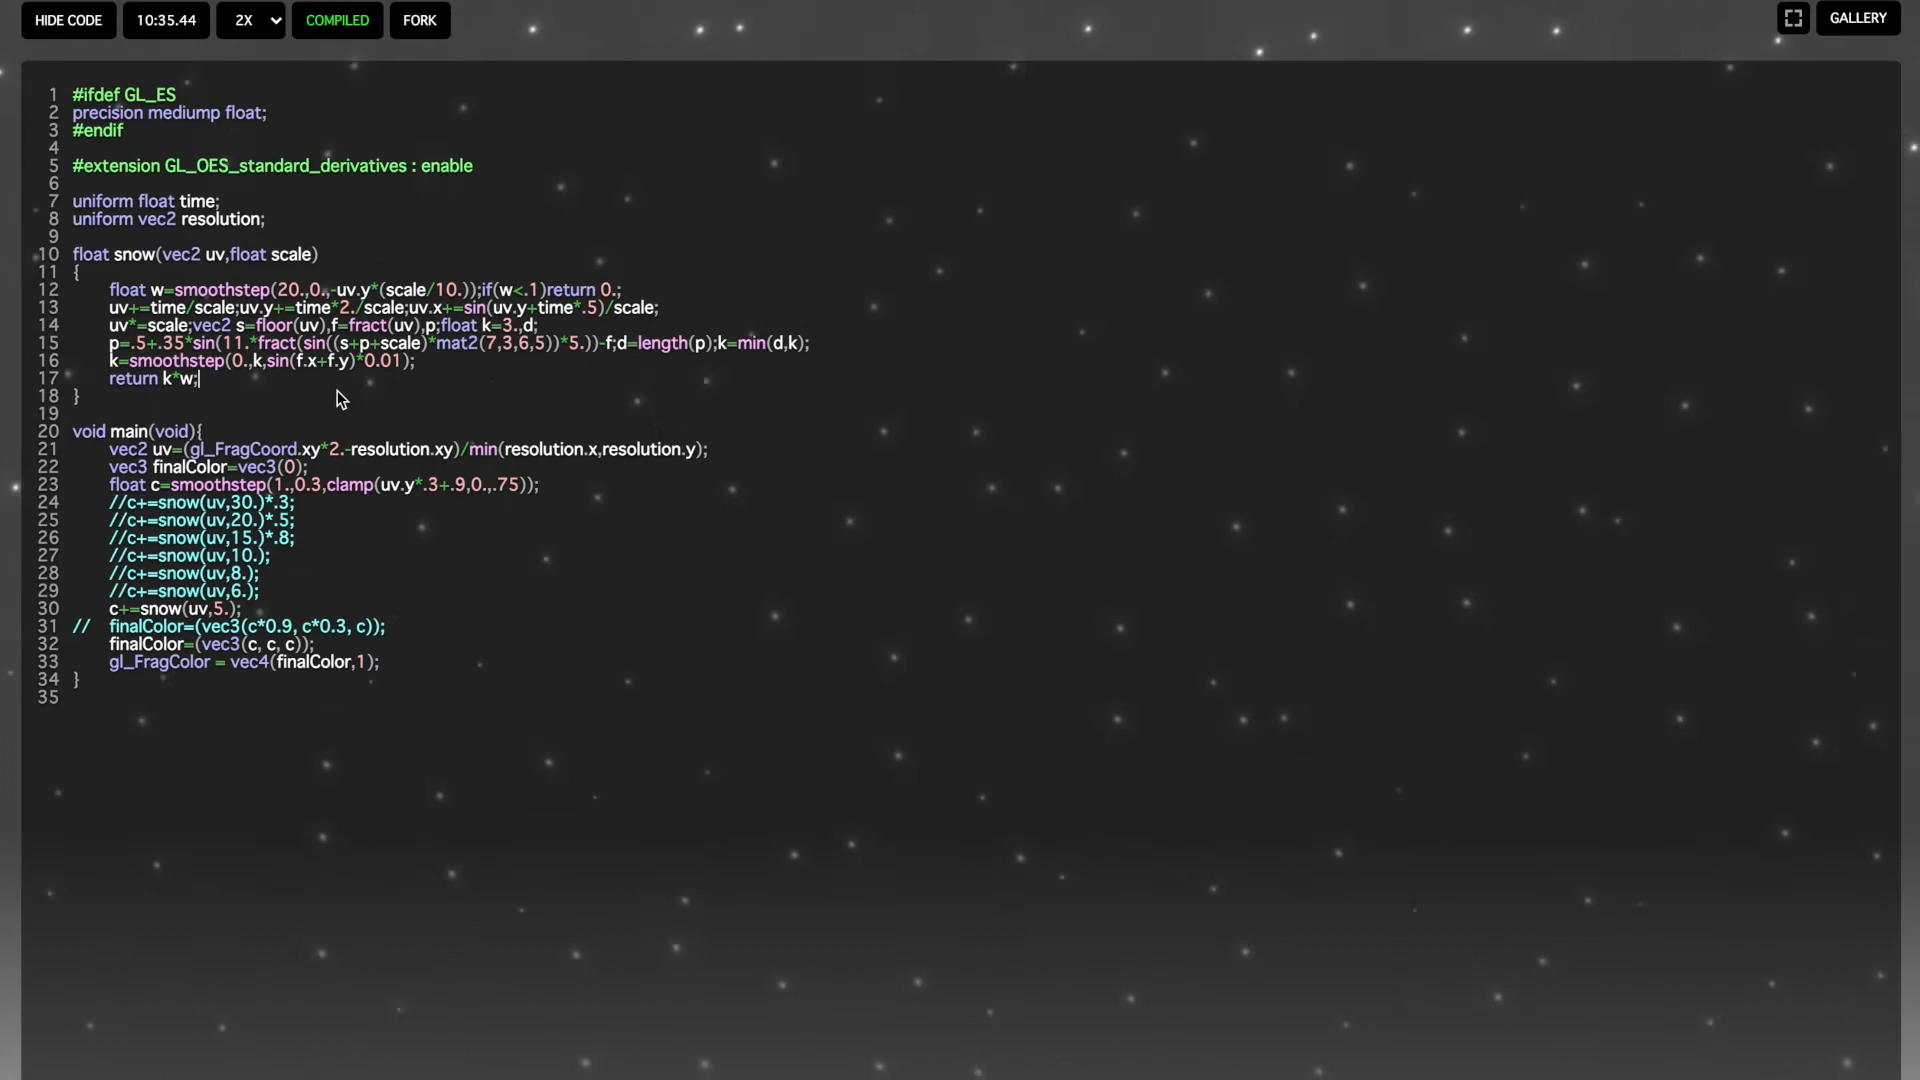 HIDE CODE 10:35.44 2X COMPILED FORK GALLERY
1 #ifdef GL_ES
2 precision mediump float;
3 #endif
4
5 #extension GL_OES_standard_derivatives : enable
6
7 uniform float time;
8 uniform vec2 resolution;
9
10 float snow(vec2 uv,float scale)
11 {
12 float w=smoothstep(20.,0.,-uv.y*(scale/10.));if(w<.1)return 0.;
13 uv+=time/scale;uv.y+=time*2./scale;uv.x+=sin(uv.y+time*.5)/scale;
14 uv*=scale;vec2 s=floor(uv),f=fract(uv),p;float k=3.,d;
15 p=.5+.35*sin(11.*fract(sin((s+p+scale)*mat2(7,3,6,5))*5.))-f;d=length(p);k=min(d,k);
16 k=smoothstep(0.,k,sin(f.x+f.y)*0.01);
17 return k*w;
18 }
19
20 void main(void){
21 vec2 uv=(gl_FragCoord.xy*2.-resolution.xy)/min(resolution.x,resolution.y);
22 vec3 finalColor=vec3(0);
23 float c=smoothstep(1.,0.3,clamp(uv.y*.3+.9,0.,.75));
24 //c+=snow(uv,30.)*.3;
25 //c+=snow(uv,20.)*.5;
26 //c+=snow(uv,15.)*.8;
27 //c+=snow(uv,10.);
28 //c+=snow(uv,8.);
29 //c+=snow(uv,6.);
30 c+=snow(uv,5.);
31 // finalColor=(vec3(c*0.9, c*0.3, c));
32 finalColor=(vec3(c, c, c));
33 gl_FragColor = vec4(finalColor,1);
34 }
35